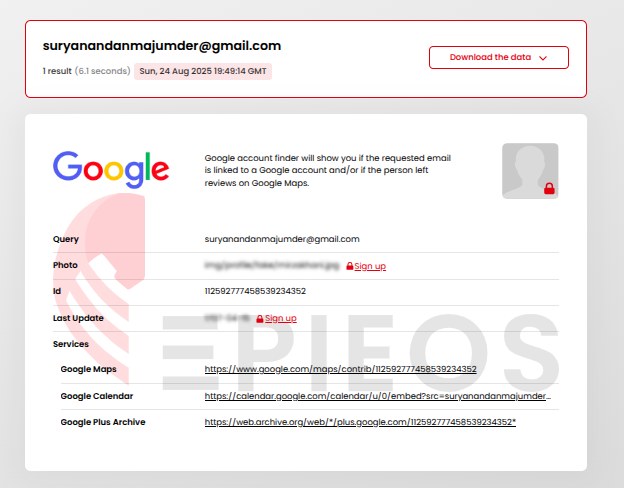 suryanandanmajumder@gmail.com
1 result (6.1 seconds) Sun, 24 Aug 2025 19:49:14 GMT
Download the data
Google
Google account finder will show you if the requested email
is linked to a Google account and/or if the person left
reviews on Google Maps.
Query suryanandanmajumder@gmail.com
Photo Sign up
Id 112592777458539234352
Last Update Sign up
Services
EPIEOS
Google Maps https://www.google.com/maps/contrib/112592777458539234352
Google Calendar https://calendar.google.com/calendar/u/0/embed?src=suryanandanmajumder...
Google Plus Archive https://web.archive.org/web/*/plus.google.com/112592777458539234352*